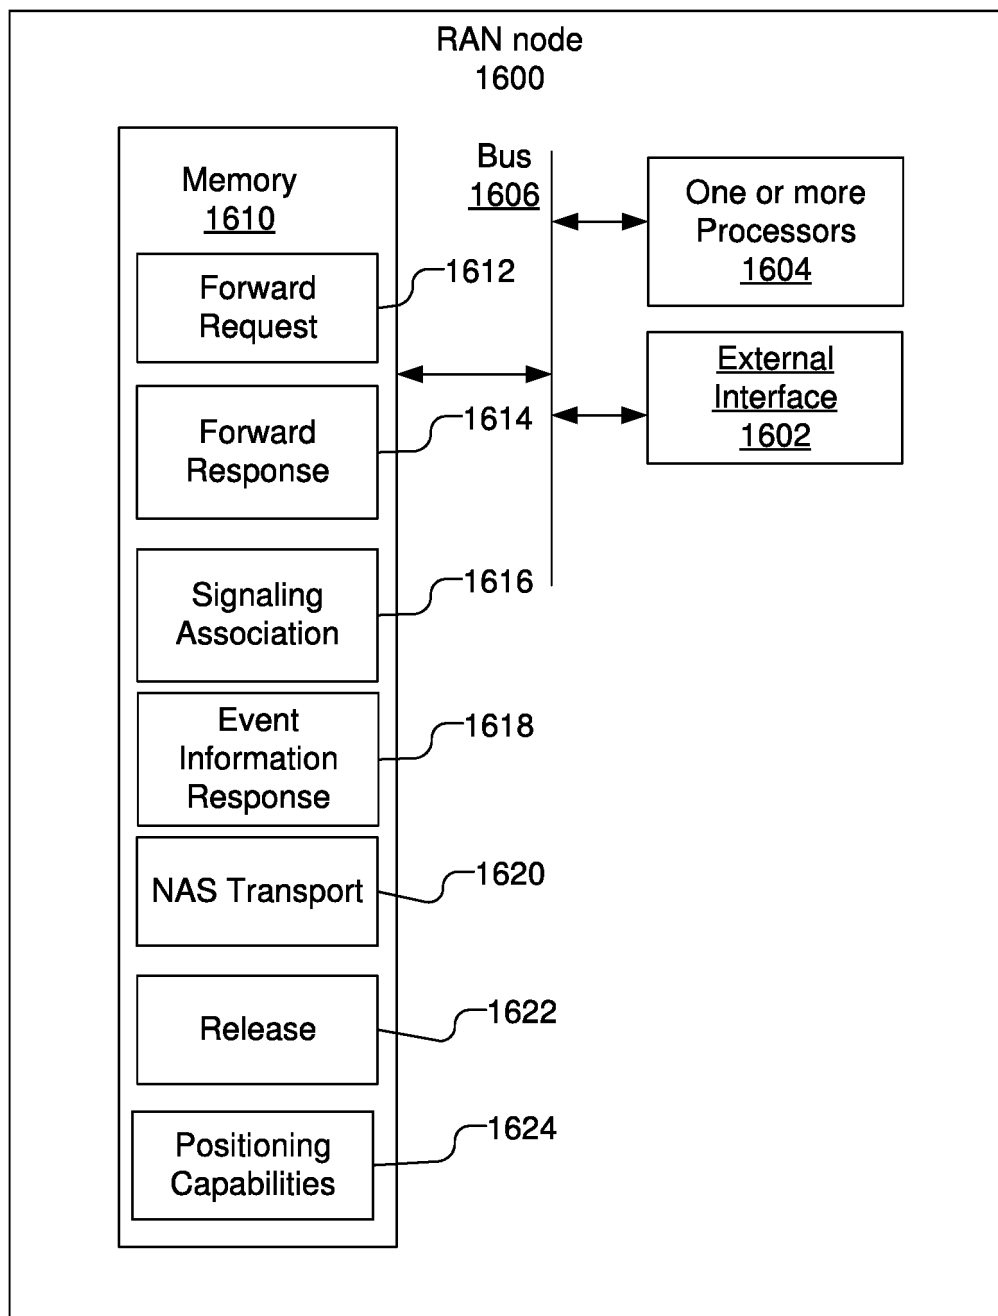 RAN node
1600
Memory
1610
Forward
Request
1612
Forward
Response
1614
Signaling
Association
1616
Event
Information
Response
1618
NAS Transport
1620
Release
1622
Positioning
Capabilities
1624
Bus
1606
One or more
Processors
1604
External
Interface
1602